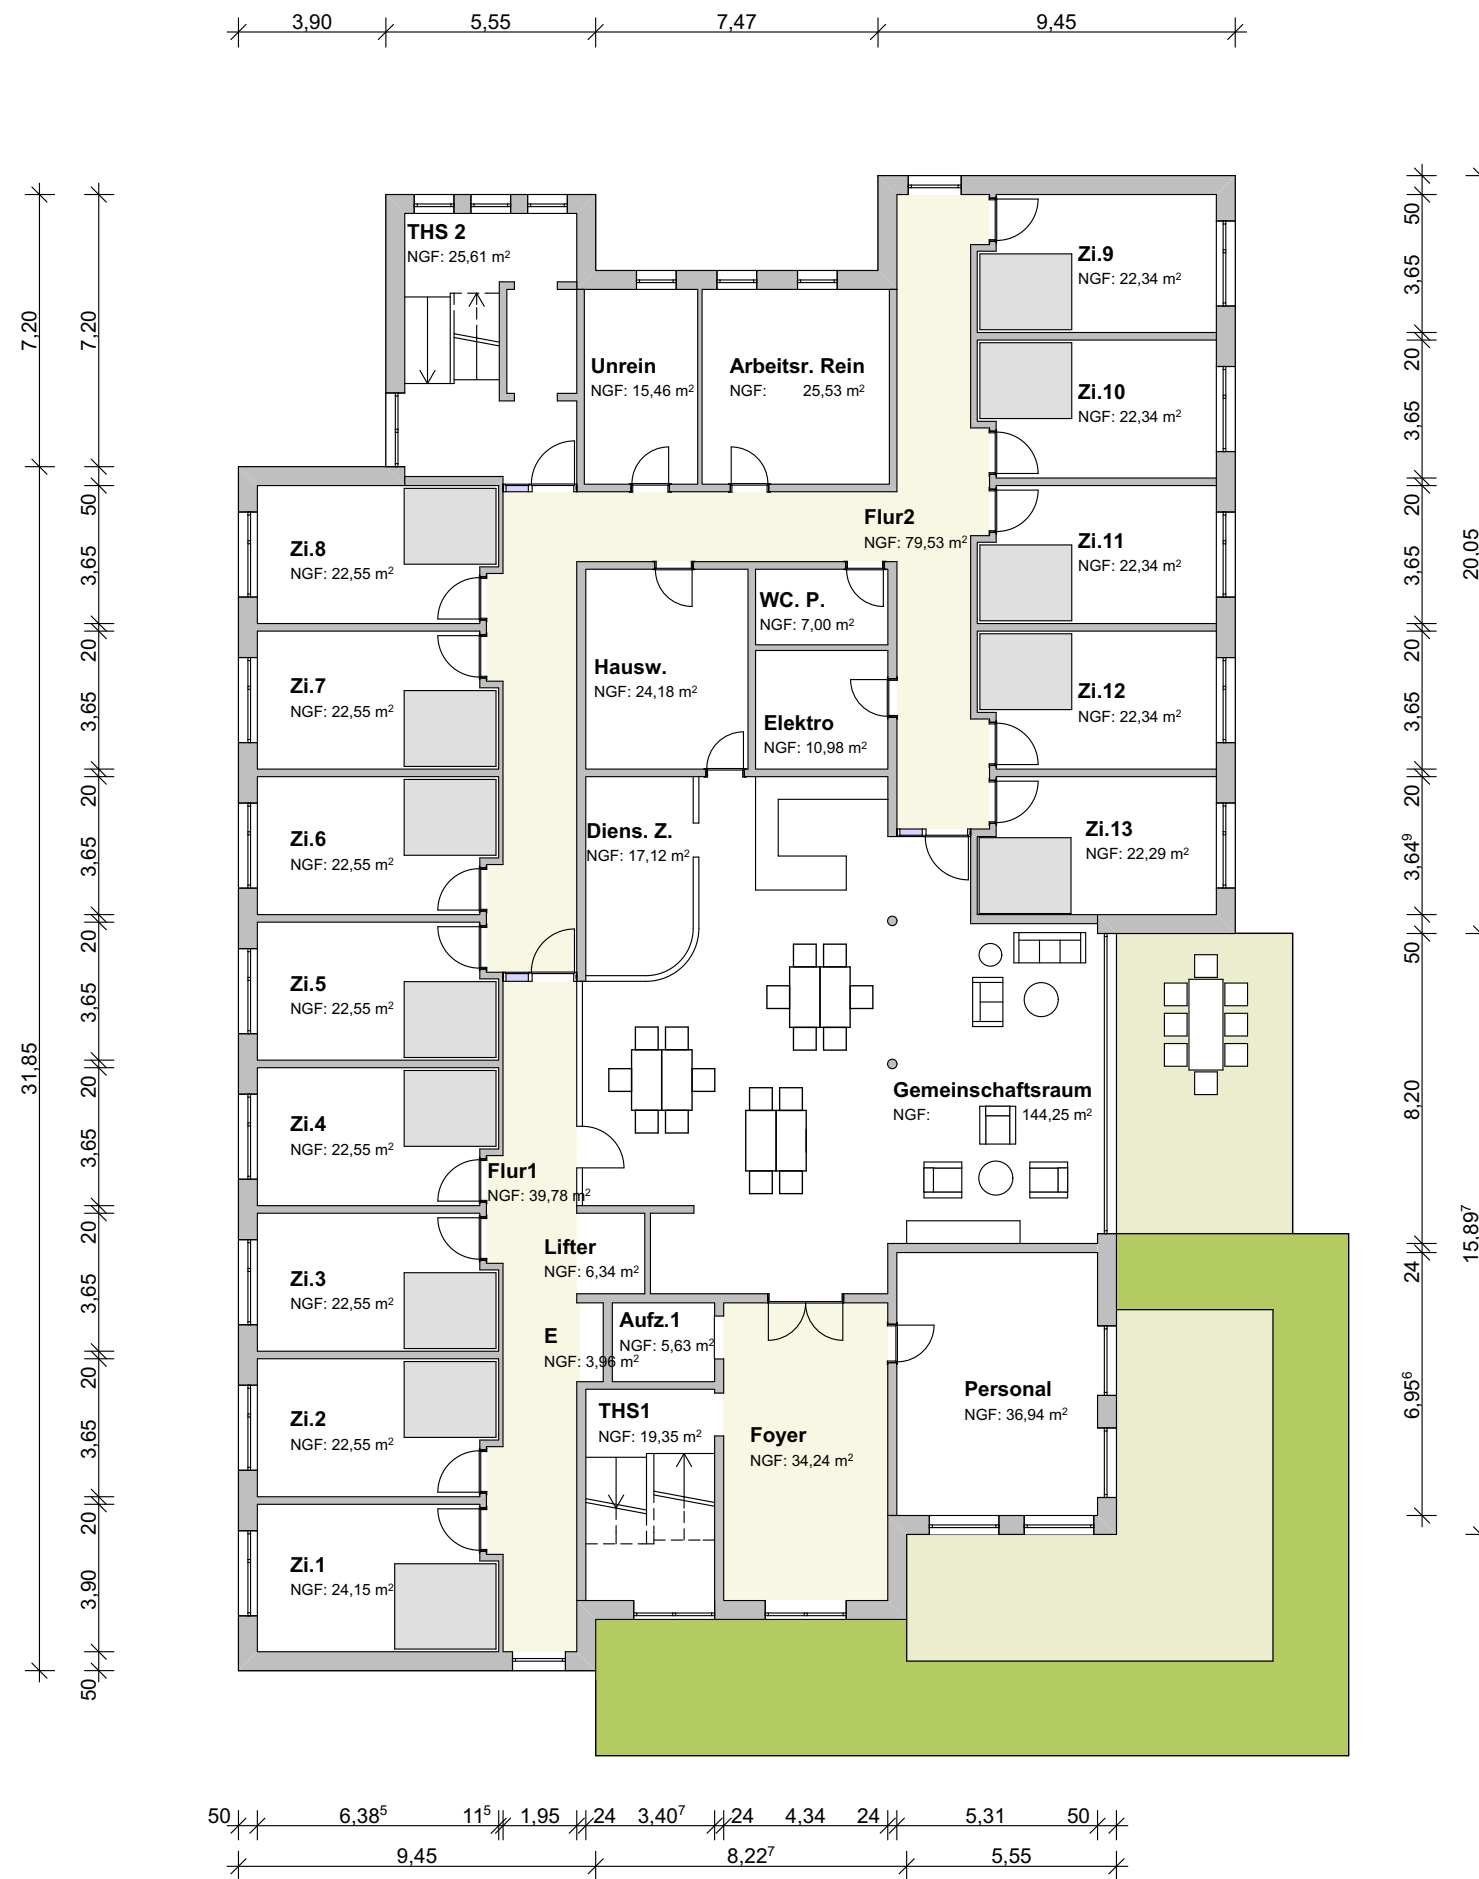 3,90 5,55 7,47 9,45
THS 2
NGF: 25,61 m²
Unrein
NGF: 15,46 m²
Arbeitsr. Rein
NGF: 25,53 m²
Zi.9
NGF: 22,34 m²
Zi.10
NGF: 22,34 m²
Flur2
NGF: 79,53 m²
Zi.11
NGF: 22,34 m²
Zi.8
NGF: 22,55 m²
WC. P.
NGF: 7,00 m²
Hausw.
NGF: 24,18 m²
Zi.7
NGF: 22,55 m²
Zi.12
NGF: 22,34 m²
Elektro
NGF: 10,98 m²
Zi.6
NGF: 22,55 m²
Diens. Z.
NGF: 17,12 m²
Zi.13
NGF: 22,29 m²
Zi.5
NGF: 22,55 m²
Zi.4
NGF: 22,55 m²
Gemeinschaftsraum
NGF: 144,25 m²
Flur1
NGF: 39,78 m²
Zi.3
NGF: 22,55 m²
Lifter
NGF: 6,34 m²
E
NGF: 3,96 m²
Aufz.1
NGF: 5,63 m²
Zi.2
NGF: 22,55 m²
THS1
NGF: 19,35 m²
Foyer
NGF: 34,24 m²
Personal
NGF: 36,94 m²
Zi.1
NGF: 24,15 m²
7,20
31,85
7,20
50
3,65
20
3,65
20
3,65
20
3,65
20
3,65
20
3,65
20
3,65
20
3,90
50
50
3,65
20
3,65
20
3,65
20
3,65
20
3,64⁹
50
8,20
24
6,95⁶
20,05
15,89⁷
50 6,38⁵ 11⁵ 1,95 24 3,40⁷ 24 4,34 24 5,31 50
9,45 8,22⁷ 5,55